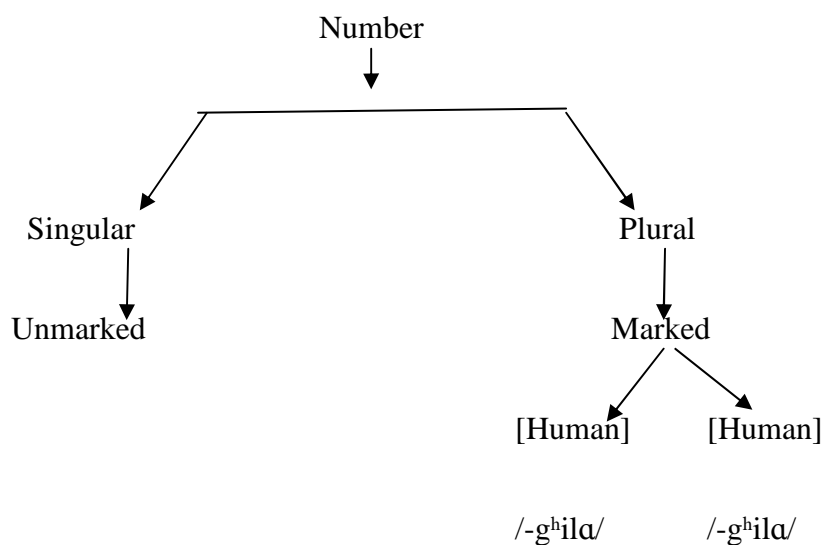 Number
Singular Plural
Unmarked Marked
[Human] [Human]
/-gʰilɑ/ /-gʰilɑ/